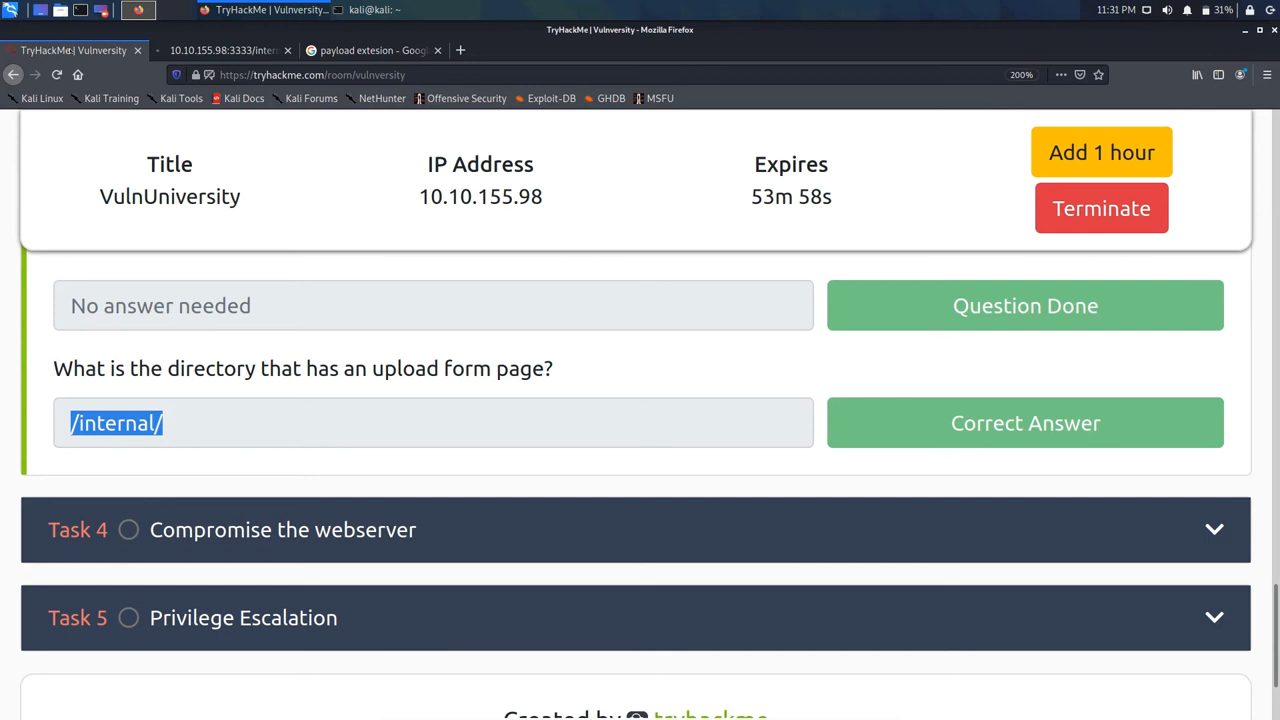 TryHackMe | Vulnversity...
kali@kali: ~
11:31 PM
31%
TryHackMe | Vulnversity - Mozilla Firefox
TryHackMe | Vulnversity
10.10.155.98:3333/inter
payload extesion - Goog
https://tryhackme.com/room/vulnversity
200%
Kali Linux
Kali Training
Kali Tools
Kali Docs
Kali Forums
NetHunter
Offensive Security
Exploit-DB
GHDB
MSFU
Title
IP Address
Expires
Add 1 hour
VulnUniversity
10.10.155.98
53m 58s
Terminate
No answer needed
Question Done
What is the directory that has an upload form page?
/internal/
Correct Answer
Task 4 Compromise the webserver
Task 5 Privilege Escalation
Created by tryhackme